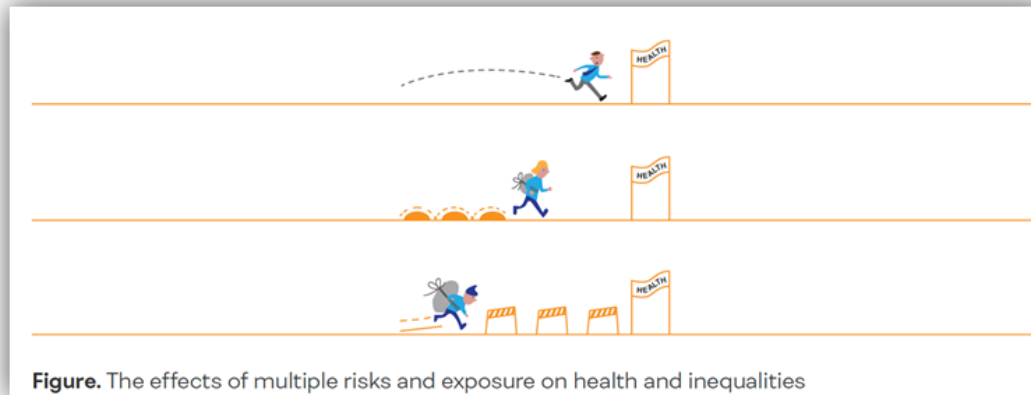 HEALTH
HEALTH
HEALTH
Figure. The effects of multiple risks and exposure on health and inequalities